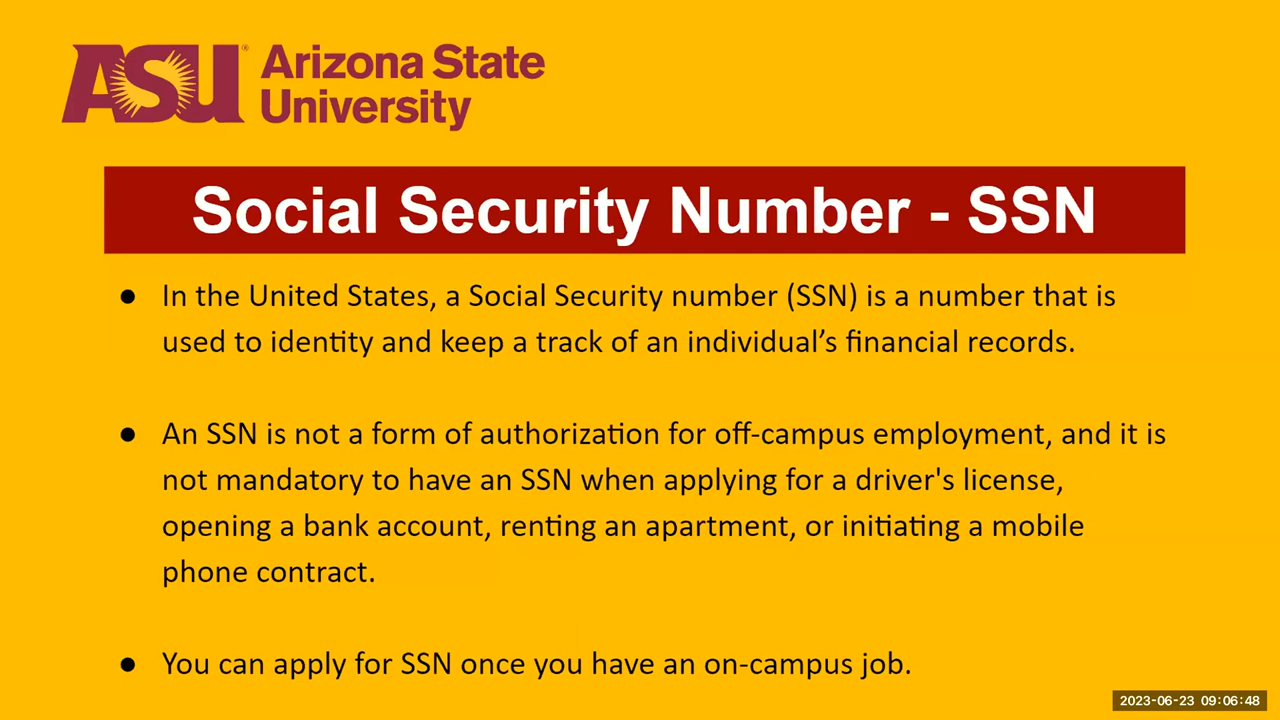 ASU® Arizona State
University
Social Security Number - SSN
● In the United States, a Social Security number (SSN) is a number that is
used to identity and keep a track of an individual’s financial records.
● An SSN is not a form of authorization for off-campus employment, and it is
not mandatory to have an SSN when applying for a driver's license,
opening a bank account, renting an apartment, or initiating a mobile
phone contract.
● You can apply for SSN once you have an on-campus job.
2023-06-23 09:06:48